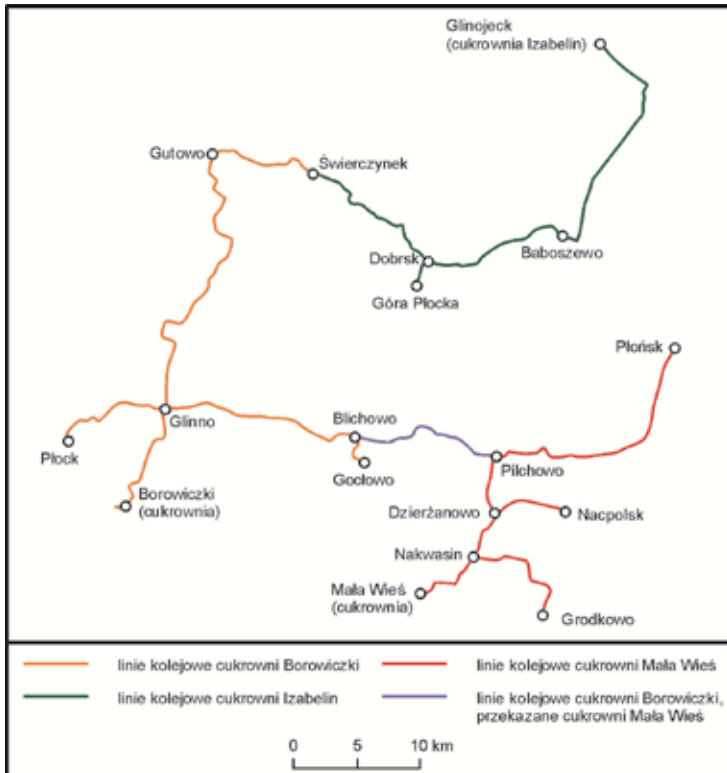 Glinojeck
(cukrownia Izabelin)
Gutowo
Świerczynek
Dobrsk
Baboszewo
Góra Płocka
Płońsk
Glinno
Blichowo
Płock
Gocłowo
Pilchowo
Borowiczki
(cukrownia)
Dzierżanowo
Nacpolsk
Nakwasin
Mała Wieś
(cukrownia)
Grodkowo
linie kolejowe cukrowni Borowiczki
linie kolejowe cukrowni Mała Wieś
linie kolejowe cukrowni Izabelin
linie kolejowe cukrowni Borowiczki,
przekazane cukrowni Mała Wieś
0 5 10 km